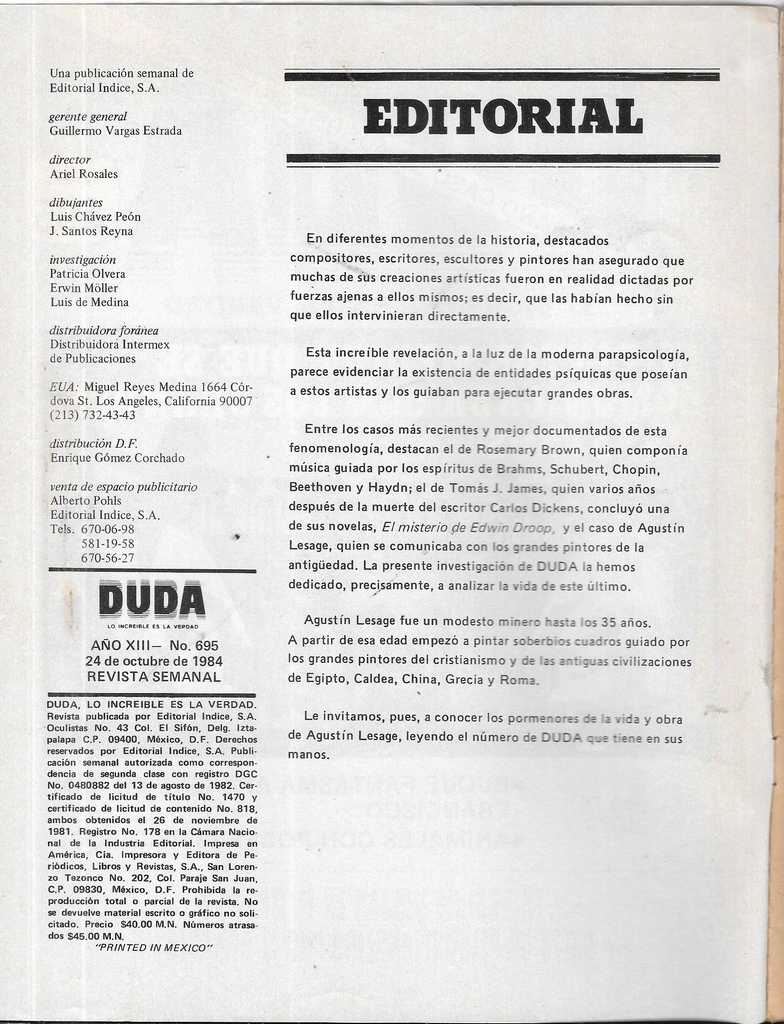 Una publicación semanal de
Editorial Indice, S.A.
gerente general
Guillermo Vargas Estrada
director
Ariel Rosales
dibujantes
Luis Chávez Peón
J. Santos Reyna
investigación
Patricia Olvera
Erwin Möller
Luis de Medina
distribuidora foránea
Distribuidora Intermex
de Publicaciones
EUA: Miguel Reyes Medina 1664 Cór-
dova St. Los Angeles, California 90007
(213) 732-43-43
distribución D.F.
Enrique Gómez Corchado
venta de espacio publicitario
Alberto Pohls
Editorial Indice, S.A.
Tels. 670-06-98
581-19-58
670-56-27
DUDA
LO INCREIBLE ES LA VERDAD
AÑO XIII— No. 695
24 de octubre de 1984
REVISTA SEMANAL
DUDA, LO INCREIBLE ES LA VERDAD.
Revista publicada por Editorial Indice, S.A.
Oculistas No. 43 Col. El Sifón, Delg. Izta-
palapa C.P. 09400, México, D.F. Derechos
reservados por Editorial Indice, S.A. Publi-
cación semanal autorizada como correspon-
dencia de segunda clase con registro DGC
No. 0480882 del 13 de agosto de 1982. Cer-
tificado de licitud de título No. 1470 y
certificado de licitud de contenido No. 818,
ambos obtenidos el 26 de noviembre de
1981. Registro No. 178 en la Cámara Nacio-
nal de la Industria Editorial. Impresa en
América, Cía. Impresora y Editora de Pe-
riódicos, Libros y Revistas, S.A., San Loren-
zo Tezonco No. 202, Col. Paraje San Juan,
C.P. 09830, México, D.F. Prohibida la re-
producción total o parcial de la revista. No
se devuelve material escrito o gráfico no soli-
citado. Precio $40.00 M.N. Números atrasa-
dos $45.00 M.N.
"PRINTED IN MEXICO"
EDITORIAL
En diferentes momentos de la historia, destacados
compositores, escritores, escultores y pintores han asegurado que
muchas de sus creaciones artísticas fueron en realidad dictadas por
fuerzas ajenas a ellos mismos; es decir, que las habían hecho sin
que ellos intervinieran directamente.
Esta increíble revelación, a la luz de la moderna parapsicología,
parece evidenciar la existencia de entidades psíquicas que poseían
a estos artistas y los guiaban para ejecutar grandes obras.
Entre los casos más recientes y mejor documentados de esta
fenomenología, destacan el de Rosemary Brown, quien componía
música guiada por los espíritus de Brahms, Schubert, Chopin,
Beethoven y Haydn; el de Tomás J. James, quien varios años
después de la muerte del escritor Carlos Dickens, concluyó una
de sus novelas, El misterio de Edwin Droop, y el caso de Agustín
Lesage, quien se comunicaba con los grandes pintores de la
antigüedad. La presente investigación de DUDA la hemos
dedicado, precisamente, a analizar la vida de este último.
Agustín Lesage fue un modesto minero hasta los 35 años.
A partir de esa edad empezó a pintar soberbios cuadros guiado por
los grandes pintores del cristianismo y de las antiguas civilizaciones
de Egipto, Caldea, China, Grecia y Roma.
Le invitamos, pues, a conocer los pormenores de la vida y obra
de Agustín Lesage, leyendo el número de DUDA que tiene en sus
manos.